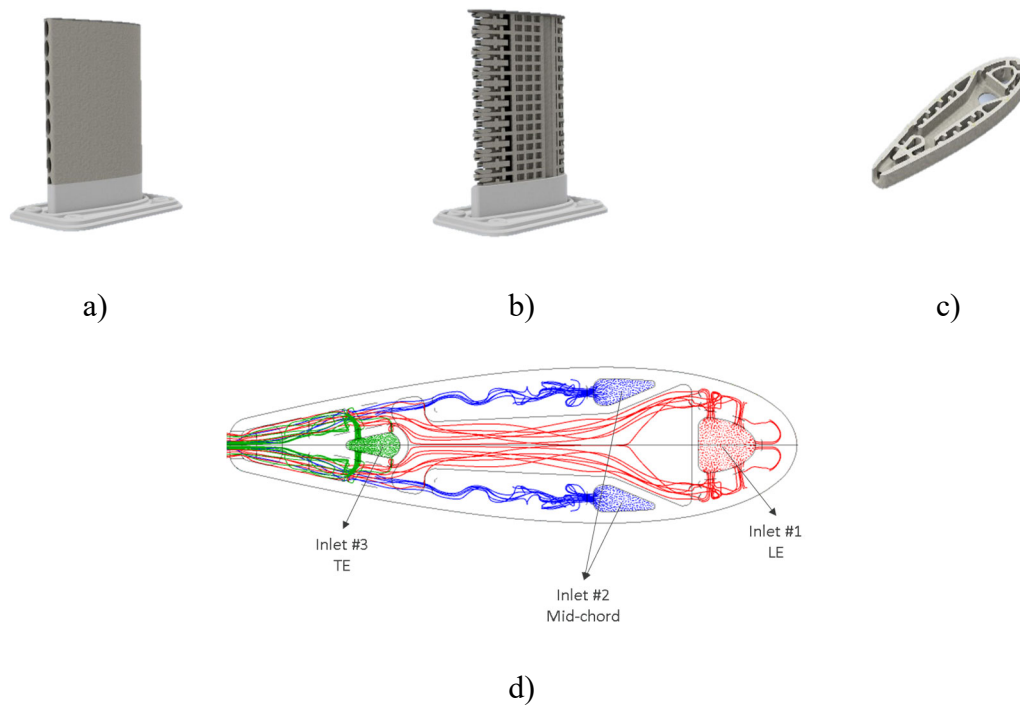 a)
b)
c)
Inlet #3
TE
Inlet #2
Mid-chord
Inlet #1
LE
d)